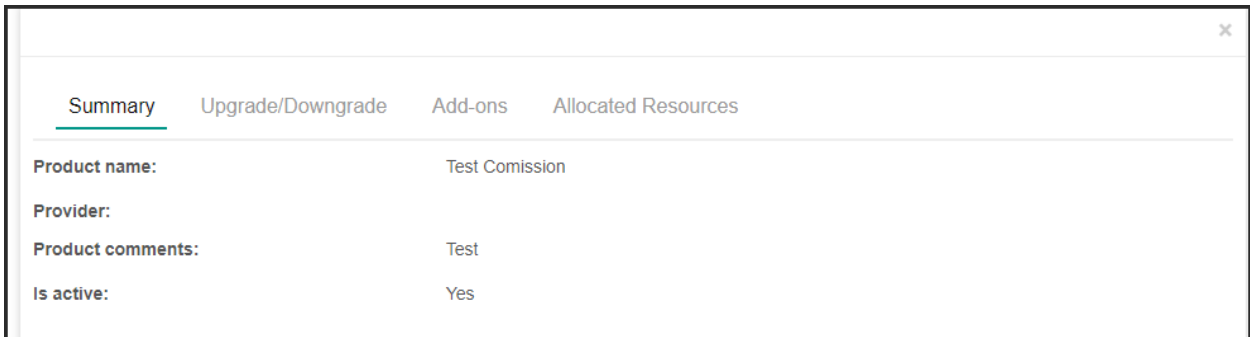 ×
Summary Upgrade/Downgrade Add-ons Allocated Resources
Product name: Test Comission
Provider:
Product comments: Test
Is active: Yes